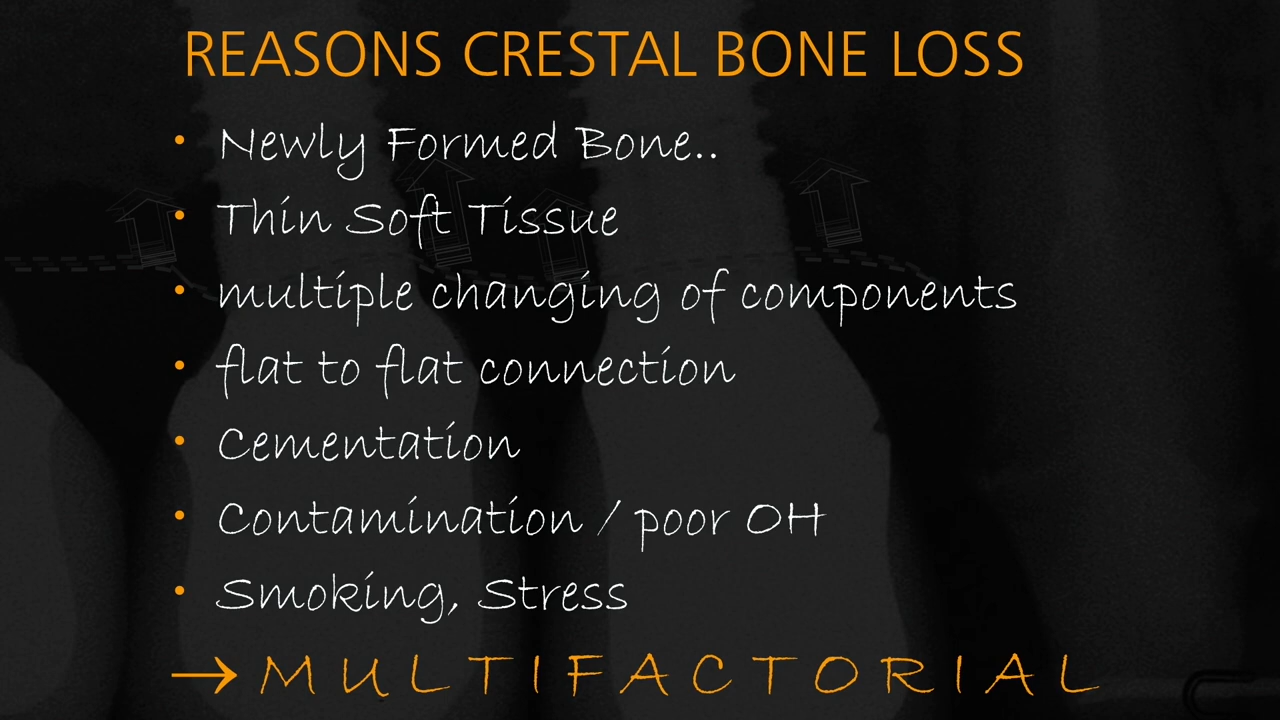 REASONS CRESTAL BONE LOSS
• Newly Formed Bone..
• Thin Soft Tissue
• multiple changing of components
• flat to flat connection
• Cementation
• Contamination / poor OH
• Smoking, Stress
→ MULTIFACTORIAL